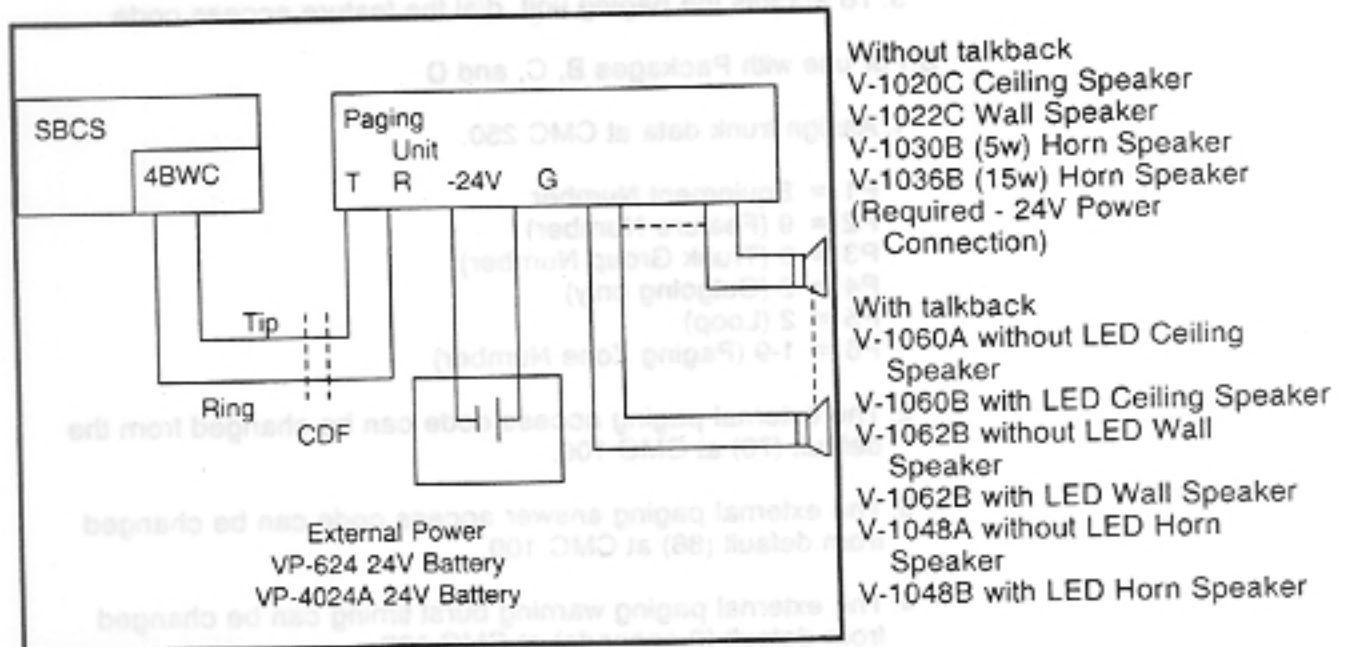 SBCS
4BWC
Paging
Unit
T R -24V G
Tip
Ring
CDF
External Power
VP-624 24V Battery
VP-4024A 24V Battery
Without talkback
V-1020C Ceiling Speaker
V-1022C Wall Speaker
V-1030B (5w) Horn Speaker
V-1036B (15w) Horn Speaker
(Required - 24V Power
Connection)
With talkback
V-1060A without LED Ceiling
Speaker
V-1060B with LED Ceiling Speaker
V-1062B without LED Wall
Speaker
V-1062B with LED Wall Speaker
V-1048A without LED Horn
Speaker
V-1048B with LED Horn Speaker